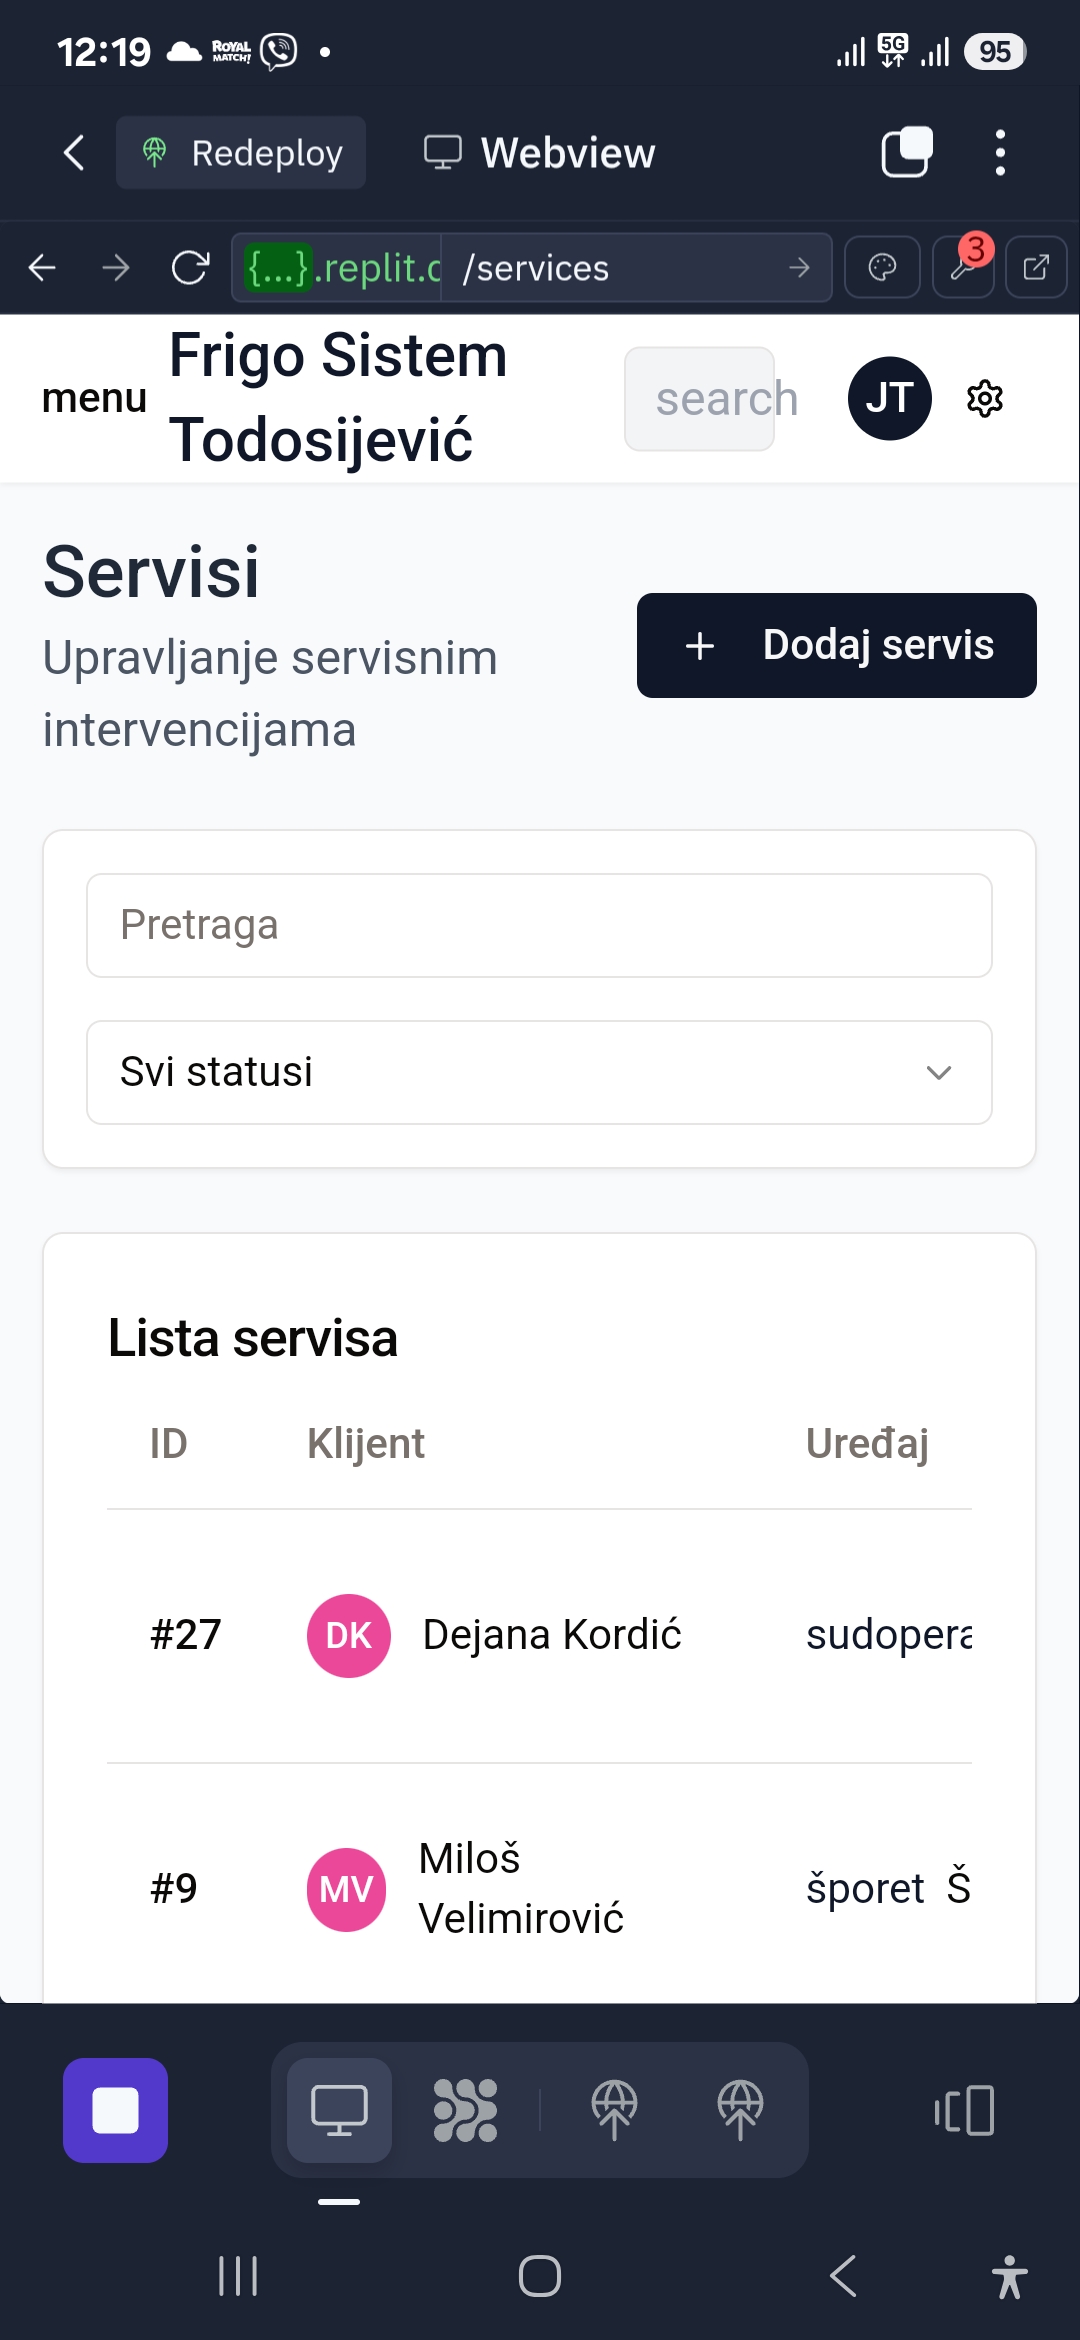 12:19 ROYAL MATCH! 5G 95
Redeploy Webview
{...}.replit.c /services 3
menu Frigo Sistem Todosijević search JT
Servisi
Upravljanje servisnim
intervencijama
+ Dodaj servis
Pretraga
Svi statusi
Lista servisa
ID Klijent Uređaj
#27 DK Dejana Kordić sudopera
#9 MV Miloš Velimirović šporet Š